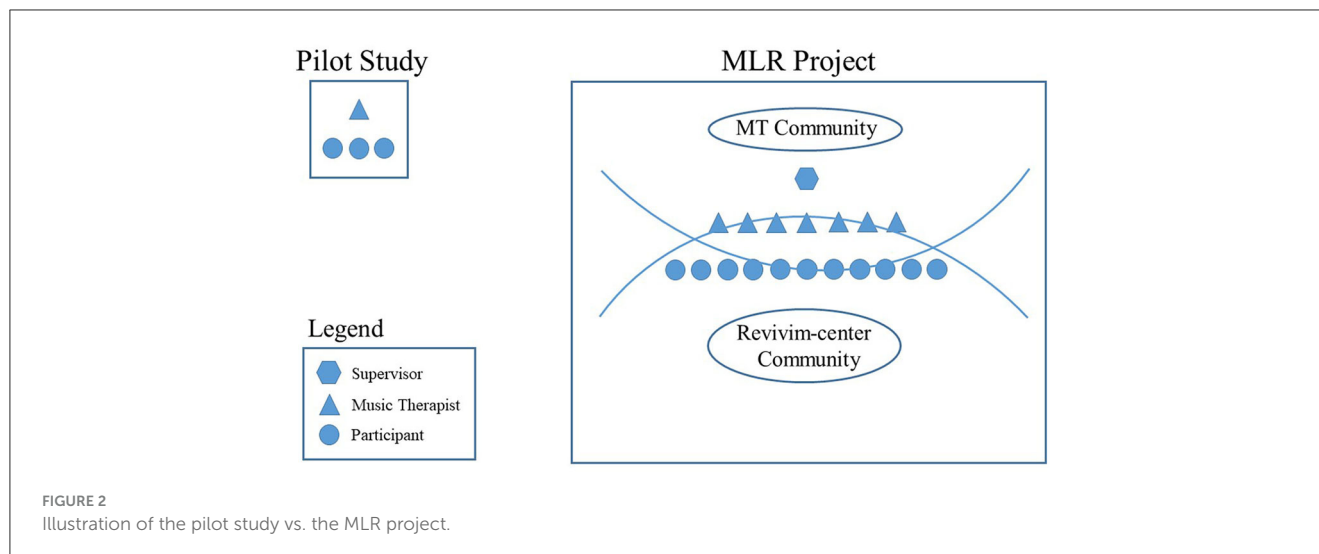 Pilot Study
MLR Project
MT Community
Revivim-center
Community
Legend
Supervisor
Music Therapist
Participant
FIGURE 2
Illustration of the pilot study vs. the MLR project.